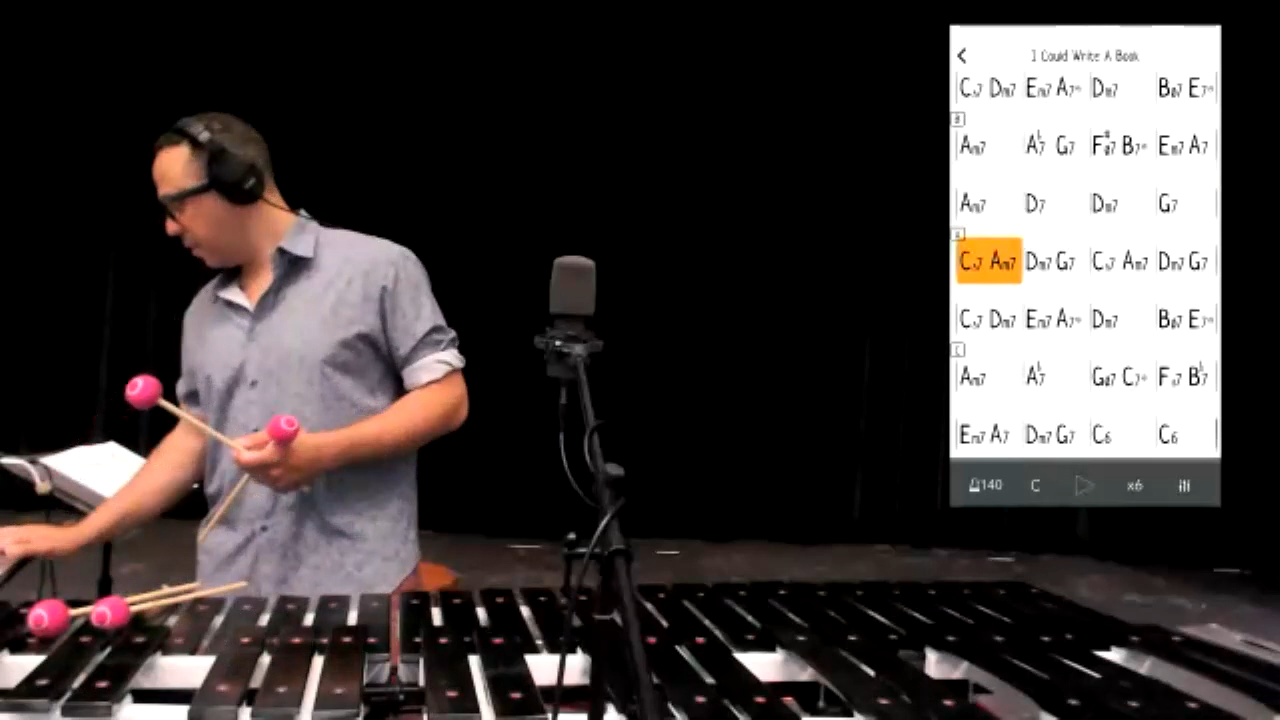 I Could Write A Book
C▵7 Dm7 Em7 A7 Dm7 Bø7 E7
B
Am7 A♭7 G7 F♯ø7 B7 Em7 A7
Am7 D7 Dm7 G7
A
C▵7 Am7 Dm7 G7 C▵7 Am7 Dm7 G7
C▵7 Dm7 Em7 A7 Dm7 Bø7 E7
C
Am7 A♭7 Gø7 C7 F▵7 B♭7
Em7 A7 Dm7 G7 C6 C6
140 C x6